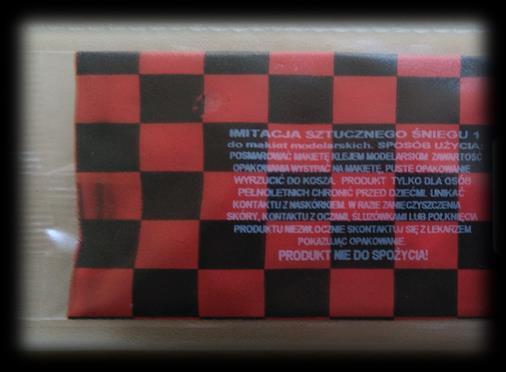 IMITACJA SZTUCZNEGO ŚNIEGU 1
do makiet modelarskich. SPOSÓB UŻYCIA:
POSMAROWAĆ MAKIETĘ KLEJEM MODELARSKIM ZAWARTOŚĆ
OPAKOWANIA WYSYPAĆ NA MAKIETĘ, PUSTE OPAKOWANIE
WYRZUCIĆ DO KOSZA. PRODUKT TYLKO DLA OSÓB
PEŁNOLETNICH CHRONIĆ PRZED DZIEĆMI, UNIKAĆ
KONTAKTU Z NASKÓRKIEM, W RAZIE ZANIECZYSZCZENIA
SKÓRY, KONTAKTU Z OCZAMI, ŚLUZÓWKAMI LUB POŁKNIĘCIA
PRODUKTU NIEZWŁOCZNIE SKONTAKTUJ SIĘ Z LEKARZEM
POKAZUJĄC OPAKOWANIE.
PRODUKT NIE DO SPOŻYCIA!